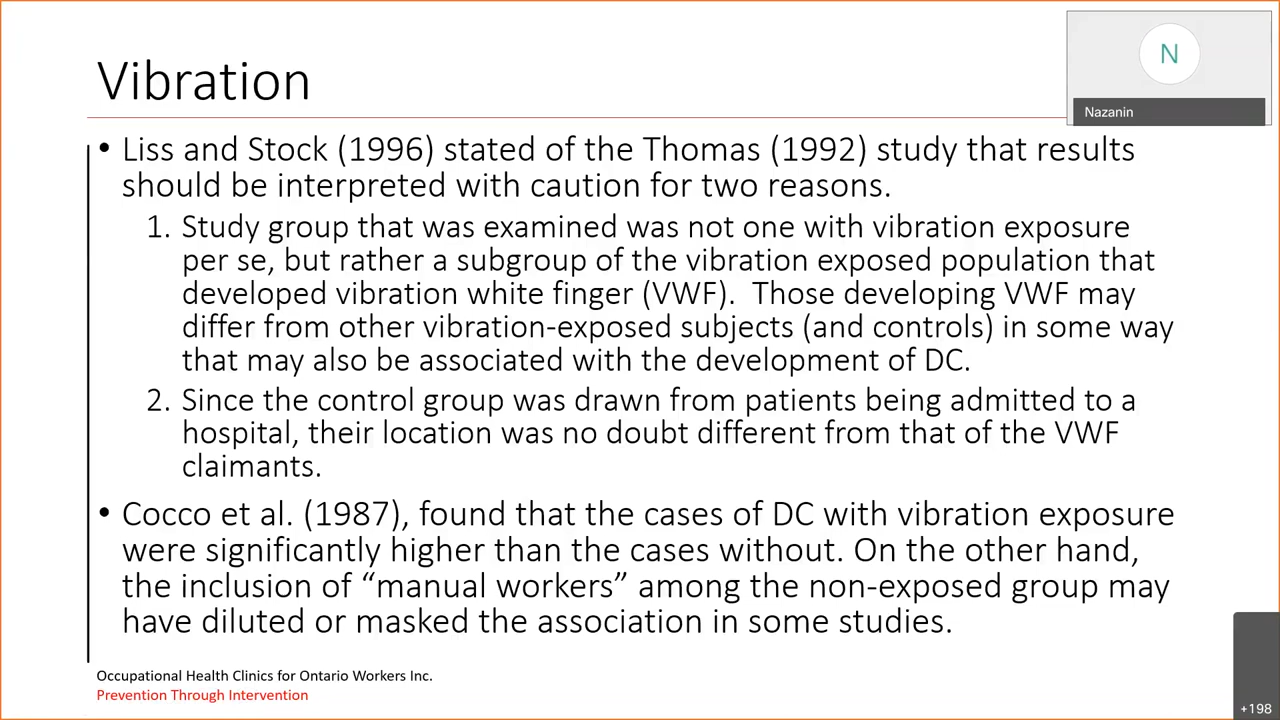 Vibration
N
Nazanin
• Liss and Stock (1996) stated of the Thomas (1992) study that results
should be interpreted with caution for two reasons.
1. Study group that was examined was not one with vibration exposure
per se, but rather a subgroup of the vibration exposed population that
developed vibration white finger (VWF).  Those developing VWF may
differ from other vibration-exposed subjects (and controls) in some way
that may also be associated with the development of DC.
2. Since the control group was drawn from patients being admitted to a
hospital, their location was no doubt different from that of the VWF
claimants.
• Cocco et al. (1987), found that the cases of DC with vibration exposure
were significantly higher than the cases without. On the other hand,
the inclusion of “manual workers” among the non-exposed group may
have diluted or masked the association in some studies.
Occupational Health Clinics for Ontario Workers Inc.
Prevention Through Intervention
+198